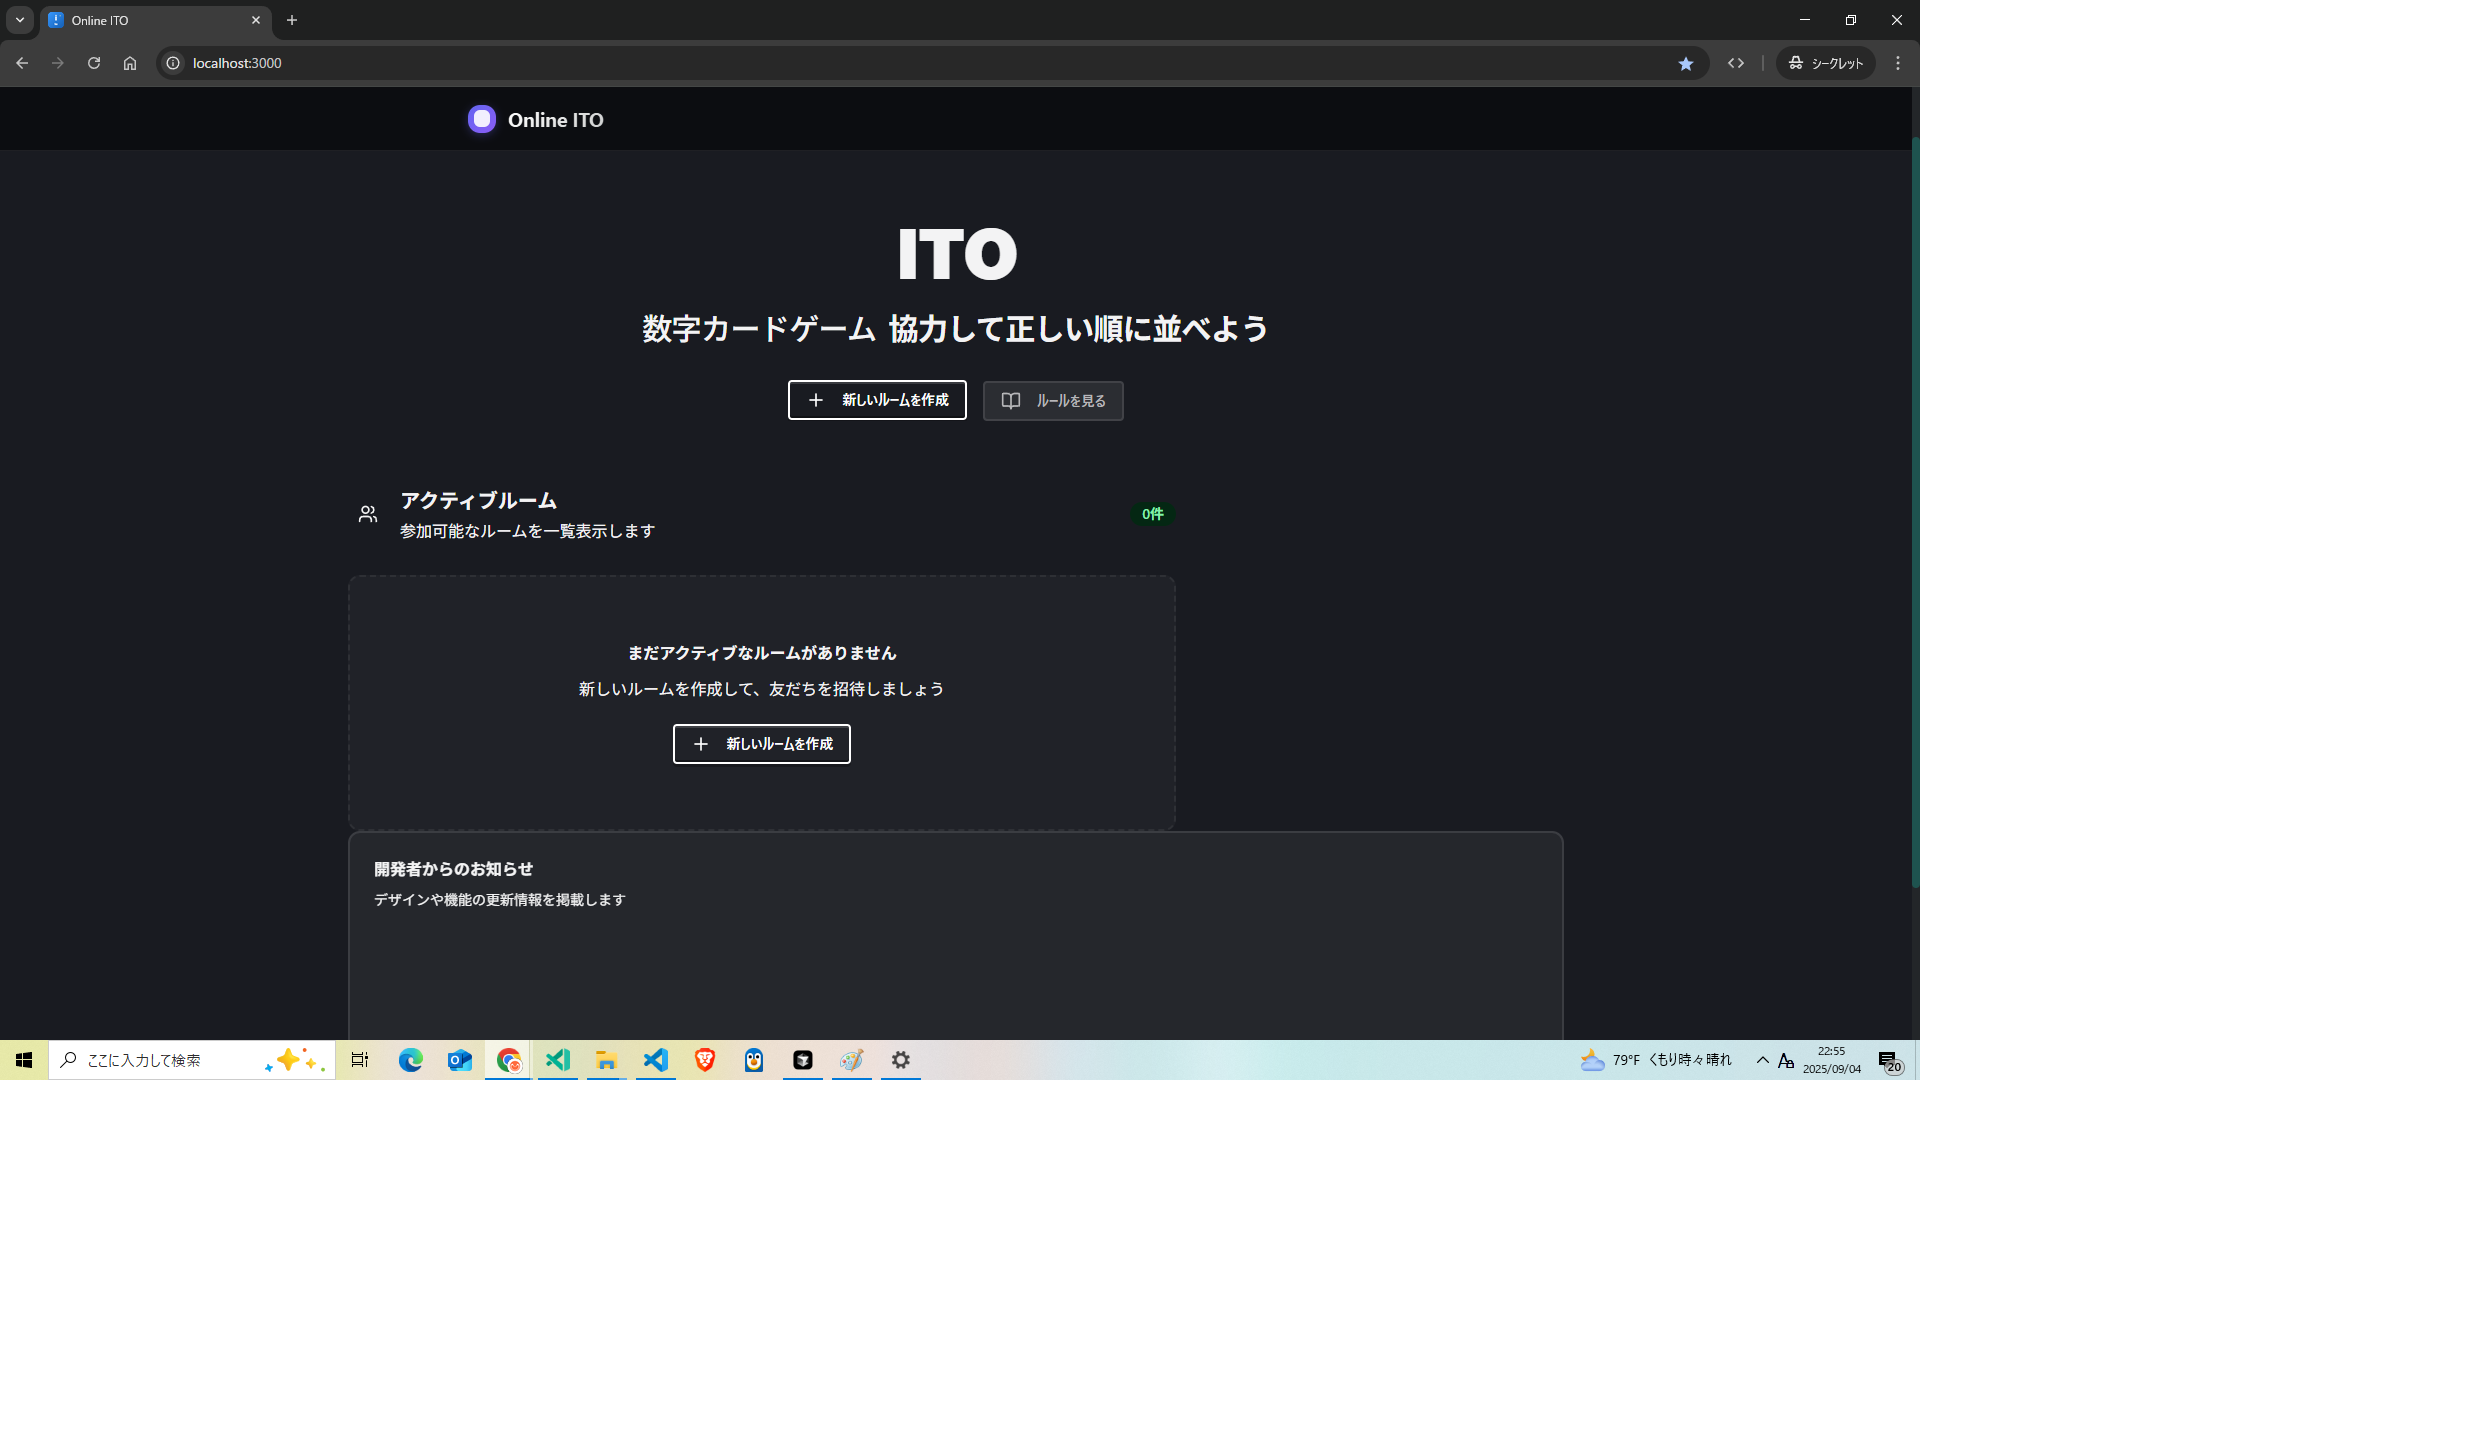 Online ITO
localhost:3000
シークレット
Online ITO
ITO
数字カードゲーム 協力して正しい順に並べよう
新しいルームを作成
ルールを見る
アクティブルーム
参加可能なルームを一覧表示します
0件
まだアクティブなルームがありません
新しいルームを作成して、友だちを招待しましょう
新しいルームを作成
開発者からのお知らせ
デザインや機能の更新情報を掲載します
ここに入力して検索
79°F くもり時々晴れ
22:55
2025/09/04
20